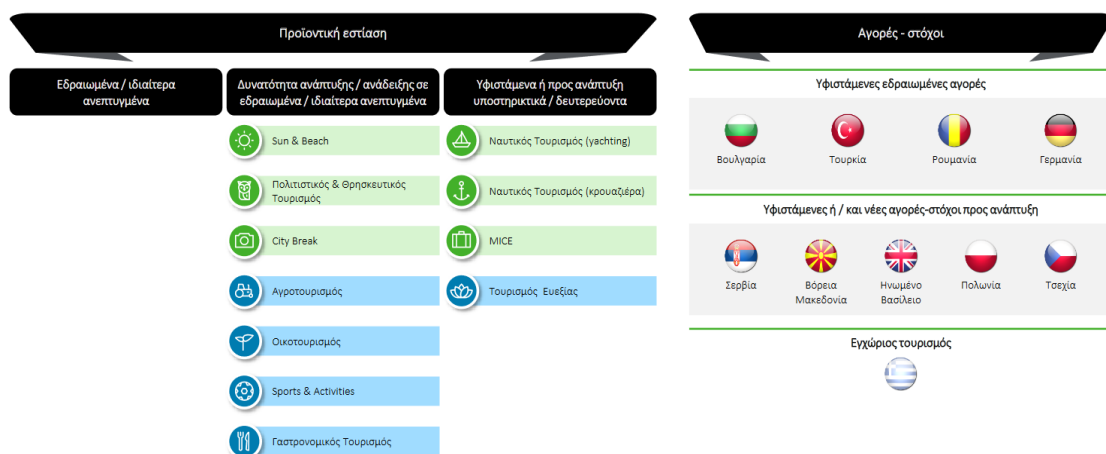 Προϊοντική εστίαση
Εδραιωμένα / ιδιαίτερα
ανεπτυγμένα
Δυνατότητα ανάπτυξης / ανάδειξης σε
εδραιωμένα / ιδιαίτερα ανεπτυγμένα
Υφιστάμενα ή προς ανάπτυξη
υποστηρικτικά / δευτερεύοντα
Sun & Beach
Πολιτιστικός & Θρησκευτικός
Τουρισμός
City Break
Αγροτουρισμός
Οικοτουρισμός
Sports & Activities
Γαστρονομικός Τουρισμός
Ναυτικός Τουρισμός (yachting)
Ναυτικός Τουρισμός (κρουαζιέρα)
MICE
Τουρισμός Ευεξίας
Αγορές - στόχοι
Υφιστάμενες εδραιωμένες αγορές
Βουλγαρία
Τουρκία
Ρουμανία
Γερμανία
Υφιστάμενες ή / και νέες αγορές-στόχοι προς ανάπτυξη
Σερβία
Βόρεια
Μακεδονία
Ηνωμένο
Βασίλειο
Πολωνία
Τσεχία
Εγχώριος τουρισμός